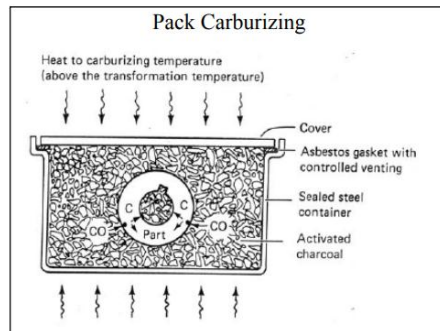 Pack Carburizing
Heat to carburizing temperature
(above the transformation temperature)
Cover
Asbestos gasket with
controlled venting
Sealed steel
container
Activated
charcoal
C
C
CO
CO
Part